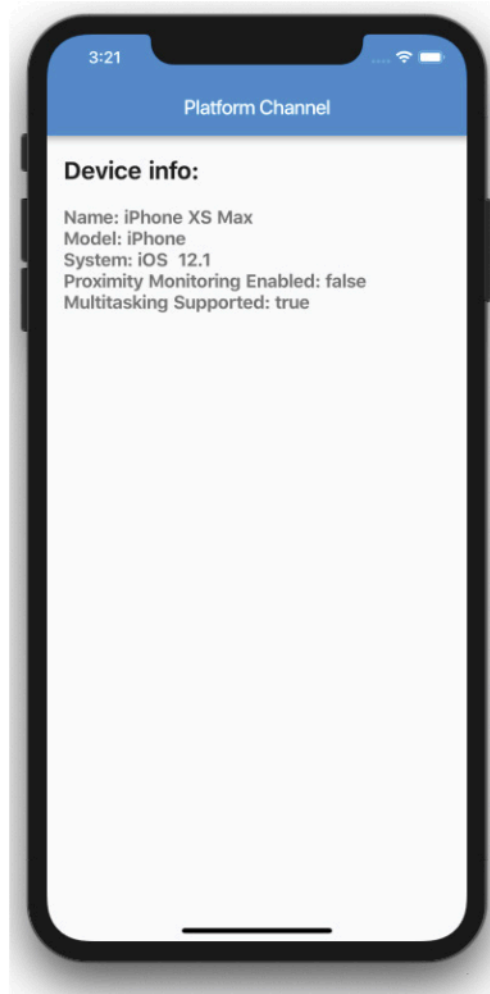 3:21
Platform Channel
Device info:
Name: iPhone XS Max
Model: iPhone
System: iOS  12.1
Proximity Monitoring Enabled: false
Multitasking Supported: true